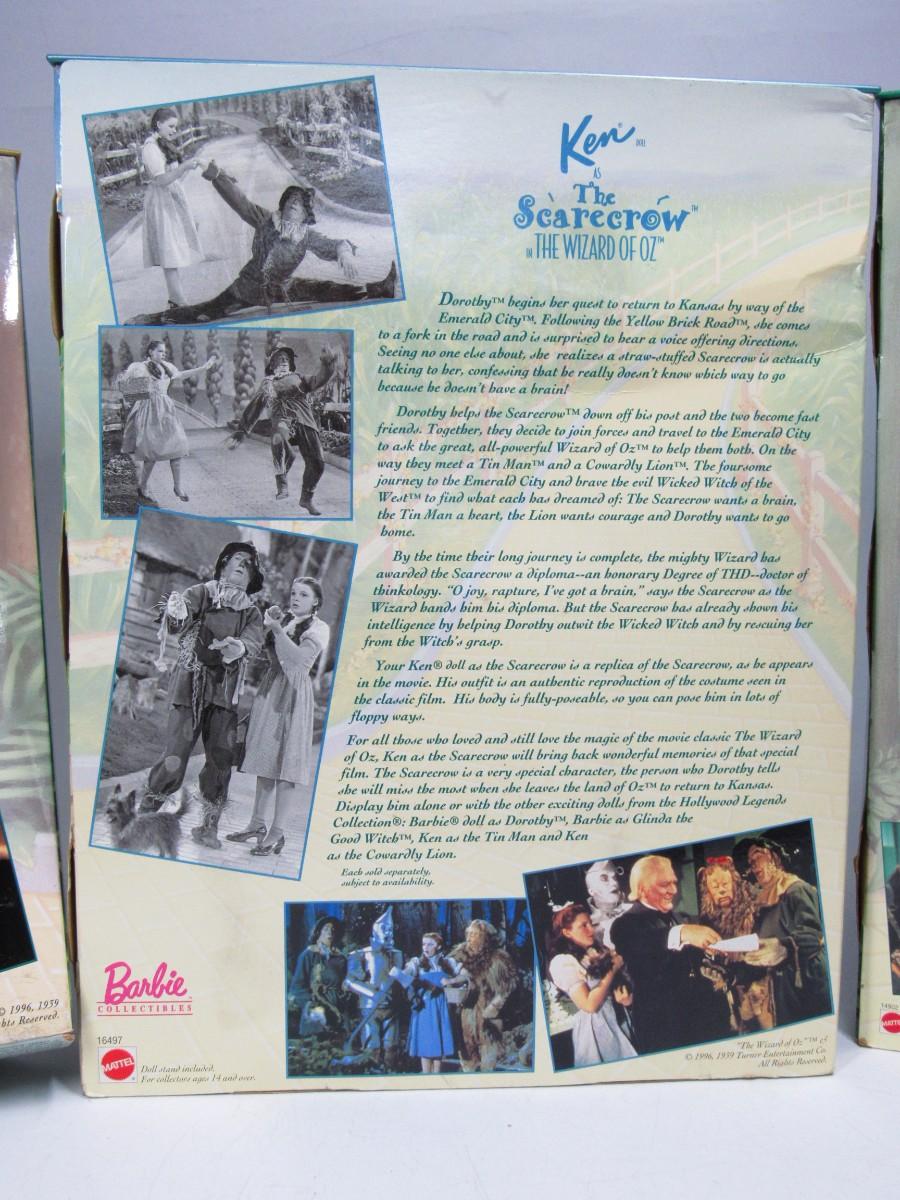 Ken® DOLL
AS
The
Scarecrow™
IN THE WIZARD OF OZ™
Dorothy™ begins her quest to return to Kansas by way of the
Emerald City™. Following the Yellow Brick Road™, she comes
to a fork in the road and is surprised to hear a voice offering directions.
Seeing no one else about, she realizes a straw-stuffed Scarecrow is actually
talking to her, confessing that he really doesn't know which way to go
because he doesn't have a brain!
Dorothy helps the Scarecrow™ down off his post and the two become fast
friends. Together, they decide to join forces and travel to the Emerald City
to ask the great, all-powerful Wizard of Oz™ to help them both. On the
way they meet a Tin Man™ and a Cowardly Lion™. The foursome
journey to the Emerald City and brave the evil Wicked Witch of the
West™ to find what each has dreamed of: The Scarecrow wants a brain,
the Tin Man a heart, the Lion wants courage and Dorothy wants to go
home.
By the time their long journey is complete, the mighty Wizard has
awarded the Scarecrow a diploma--an honorary Degree of THD--doctor of
thinkology. "O joy, rapture, I've got a brain," says the Scarecrow as the
Wizard hands him his diploma. But the Scarecrow has already shown his
intelligence by helping Dorothy outwit the Wicked Witch and by rescuing her
from the Witch's grasp.
Your Ken® doll as the Scarecrow is a replica of the Scarecrow, as he appears
in the movie. His outfit is an authentic reproduction of the costume seen in
the classic film. His body is fully-poseable, so you can pose him in lots of
floppy ways.
For all those who loved and still love the magic of the movie classic The Wizard
of Oz, Ken as the Scarecrow will bring back wonderful memories of that special
film. The Scarecrow is a very special character, the person who Dorothy tells
she will miss the most when she leaves the land of Oz™ to return to Kansas.
Display him alone or with the other exciting dolls from the Hollywood Legends
Collection®: Barbie® doll as Dorothy™, Barbie as Glinda the
Good Witch™, Ken as the Tin Man and Ken
as the Cowardly Lion.
Each sold separately,
subject to availability.
Barbie
COLLECTIBLES
16497
MATTEL
Doll stand included.
For collectors ages 14 and over.
"The Wizard of Oz"™ &
© 1996, 1939 Turner Entertainment Co.
All Rights Reserved.
© 1996, 1939
hts Reserved.